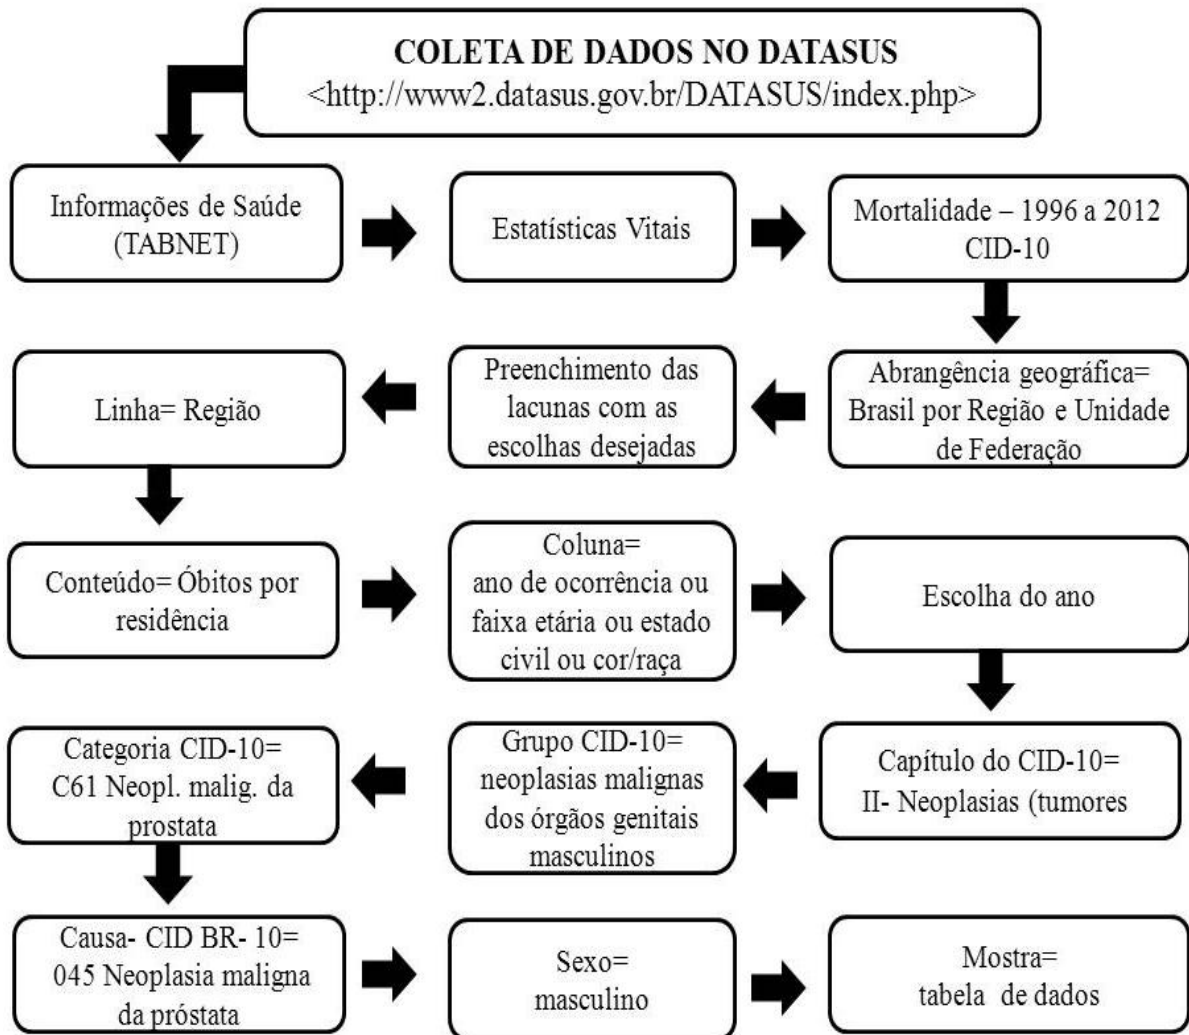 COLETA DE DADOS NO DATASUS
<http://www2.datasus.gov.br/DATASUS/index.php>
Informações de Saúde
(TABNET)
Estatísticas Vitais
Mortalidade – 1996 a 2012
CID-10
Abrangência geográfica=
Brasil por Região e Unidade
de Federação
Preenchimento das
lacunas com as
escolhas desejadas
Linha= Região
Conteúdo= Óbitos por
residência
Coluna=
ano de ocorrência ou
faixa etária ou estado
civil ou cor/raça
Escolha do ano
Capítulo do CID-10=
II- Neoplasias (tumores
Grupo CID-10=
neoplasias malignas
dos órgãos genitais
masculinos
Categoria CID-10=
C61 Neopl. malig. da
prostata
Causa- CID BR- 10=
045 Neoplasia maligna
da próstata
Sexo=
masculino
Mostra=
tabela de dados